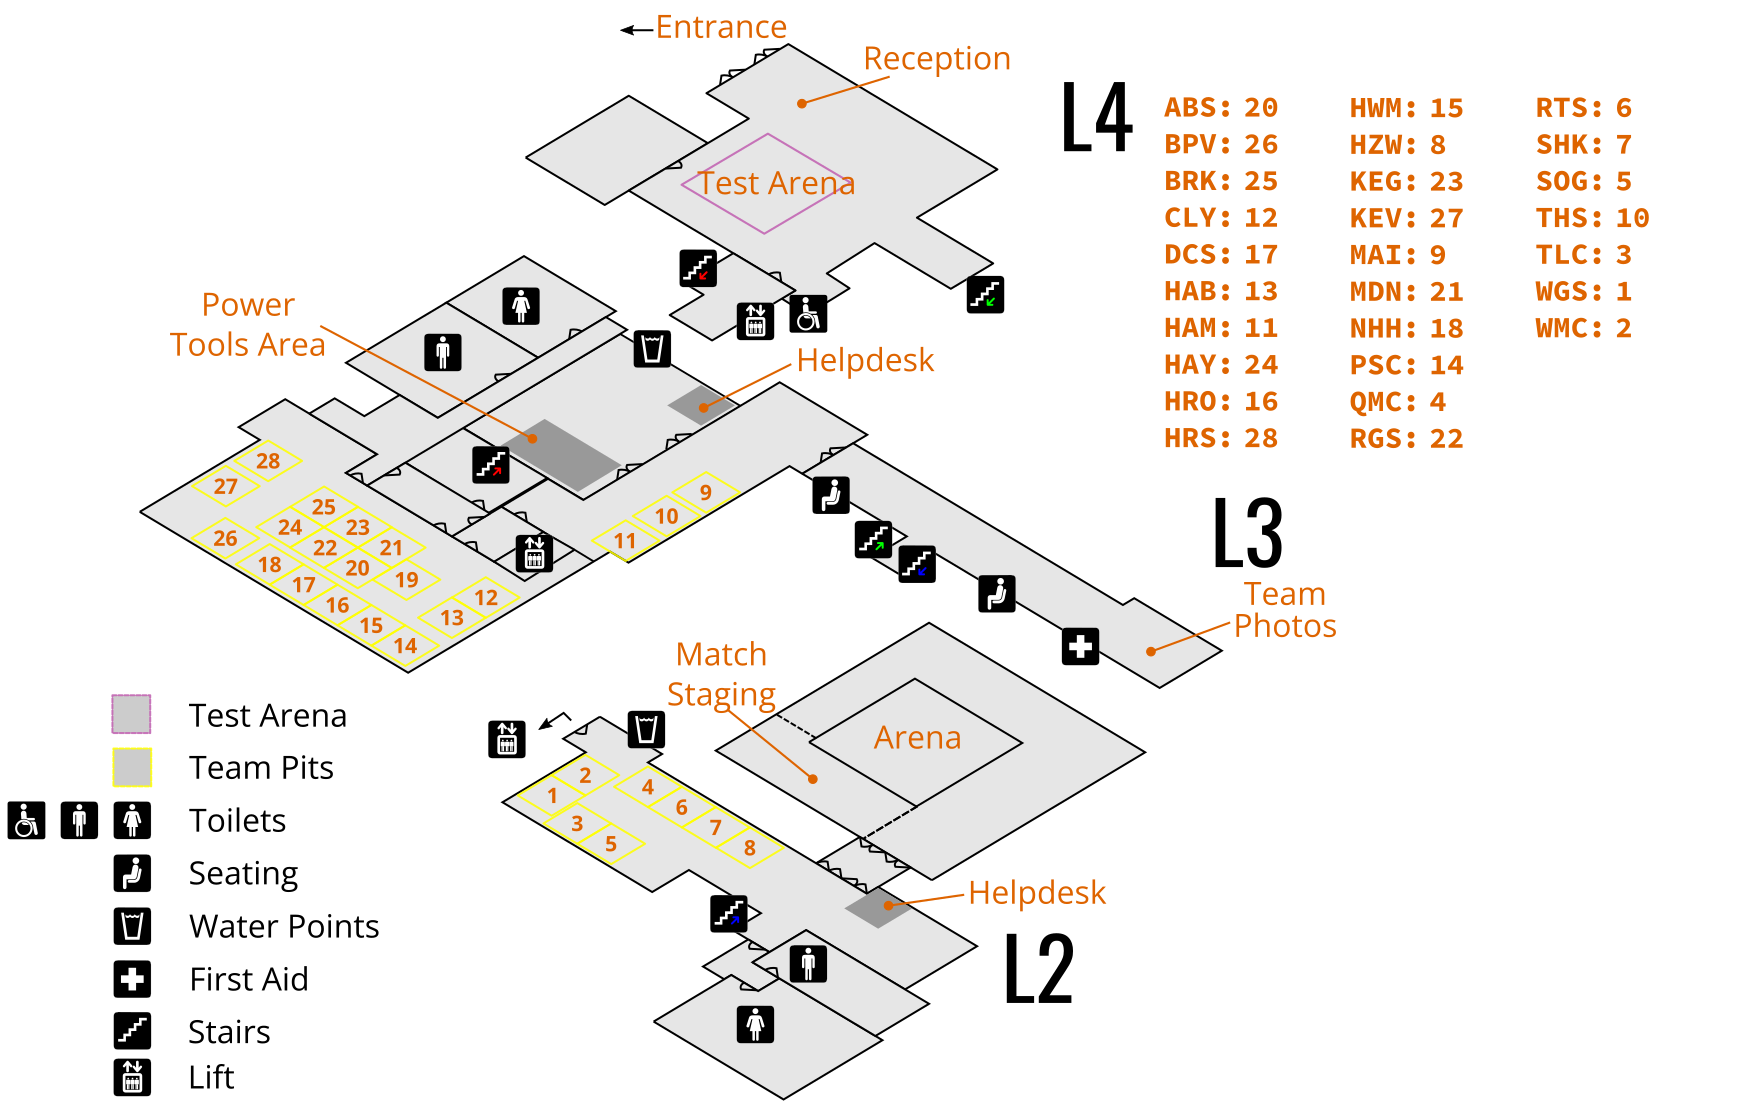 Entrance
Reception
Test Arena
L4
ABS: 20
BPV: 26
BRK: 25
CLY: 12
DCS: 17
HAB: 13
HAM: 11
HAY: 24
HRO: 16
HRS: 28
HWM: 15
HZW: 8
KEG: 23
KEV: 27
MAI: 9
MDN: 21
NHH: 18
PSC: 14
QMC: 4
RGS: 22
RTS: 6
SHK: 7
SOG: 5
THS: 10
TLC: 3
WGS: 1
WMC: 2
Power
Tools Area
Helpdesk
28
27
25
24
23
26
22
21
18
20
17
19
16
12
15
13
14
9
10
11
L3
Team
Photos
Match
Staging
Arena
2
1
4
6
3
7
5
8
Helpdesk
L2
Test Arena
Team Pits
Toilets
Seating
Water Points
First Aid
Stairs
Lift